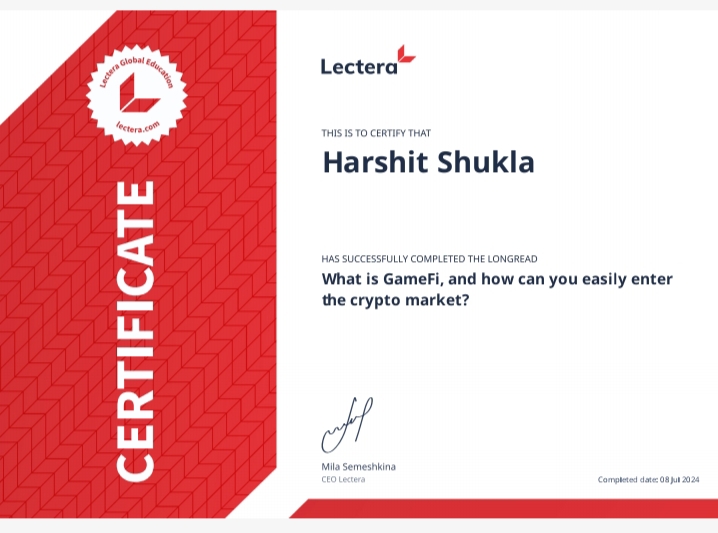 Lectera Global Education
lectera.com
CERTIFICATE
Lectera
THIS IS TO CERTIFY THAT
Harshit Shukla
HAS SUCCESSFULLY COMPLETED THE LONGREAD
What is GameFi, and how can you easily enter
the crypto market?
Mila Semeshkina
CEO Lectera
Completed date: 08 Jul 2024